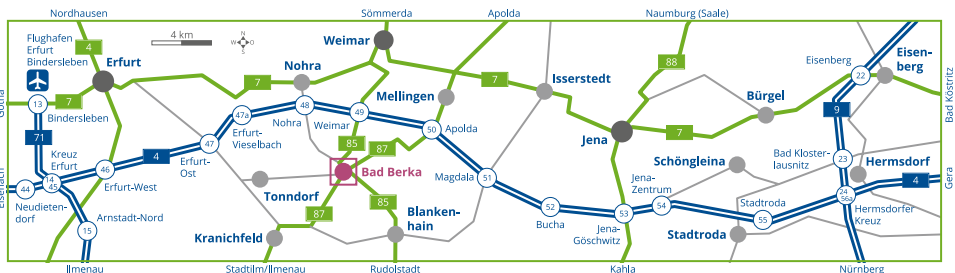 Nordhausen
Sömmerda
Apolda
Naumburg (Saale)
Flughafen
Erfurt
Bindersleben
4
4 km
N
W
O
S
Weimar
Erfurt
Nohra
7
Mellingen
7
Isserstedt
88
Bürgel
Eisenberg
22
Eisen-
berg
Gotha
13
7
Bindersleben
71
47a
Erfurt-
Vieselbach
48
Nohra
49
Weimar
85
87
50
Apolda
Jena
7
9
Bad Köstritz
Kreuz
Erfurt
4
47
Erfurt-
Ost
Bad Berka
Magdala
51
Schöngleina
Bad Kloster-
lausnitz
23
Hermsdorf
4
Gera
Eisenach
44
14
45
46
Erfurt-West
Neudieten-
dorf
Arnstadt-Nord
15
Tonndorf
87
85
Kranichfeld
Blanken-
hain
52
Bucha
53
Jena-
Göschwitz
Jena-
Zentrum
54
Stadtroda
55
Stadtroda
24
56a
Hermsdorfer
Kreuz
Ilmenau
Stadtilm/Ilmenau
Rudolstadt
Kahla
Nürnberg